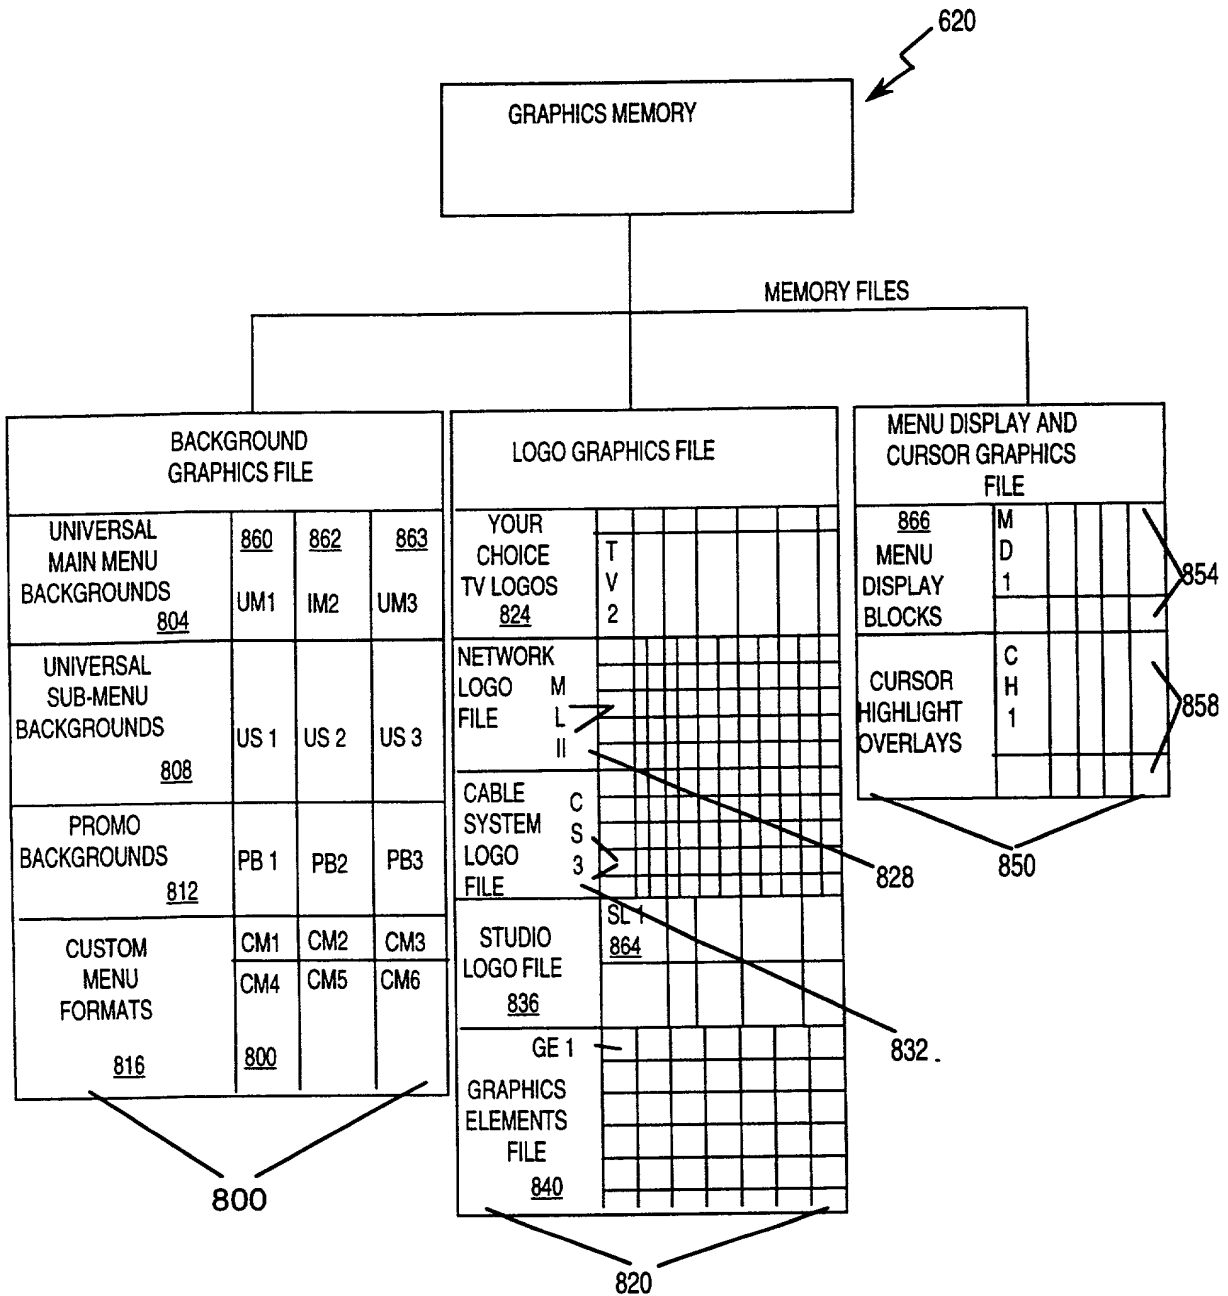 620
GRAPHICS MEMORY
MEMORY FILES
BACKGROUND
GRAPHICS FILE
UNIVERSAL
MAIN MENU
BACKGROUNDS
804
860 862 863
UM1 IM2 UM3
UNIVERSAL
SUB-MENU
BACKGROUNDS
808
US 1 US 2 US 3
PROMO
BACKGROUNDS
812
PB 1 PB2 PB3
CUSTOM
MENU
FORMATS
816
CM1 CM2 CM3
CM4 CM5 CM6
800
800
LOGO GRAPHICS FILE
YOUR
CHOICE
TV LOGOS
824
T
V
2
NETWORK
LOGO
FILE
M
L
II
828
CABLE
SYSTEM
LOGO
FILE
C
S
3
832
STUDIO
LOGO FILE
836
SL 1
864
GE 1
GRAPHICS
ELEMENTS
FILE
840
820
MENU DISPLAY AND
CURSOR GRAPHICS
FILE
866
MENU
DISPLAY
BLOCKS
M
D
1
854
CURSOR
HIGHLIGHT
OVERLAYS
C
H
1
858
850